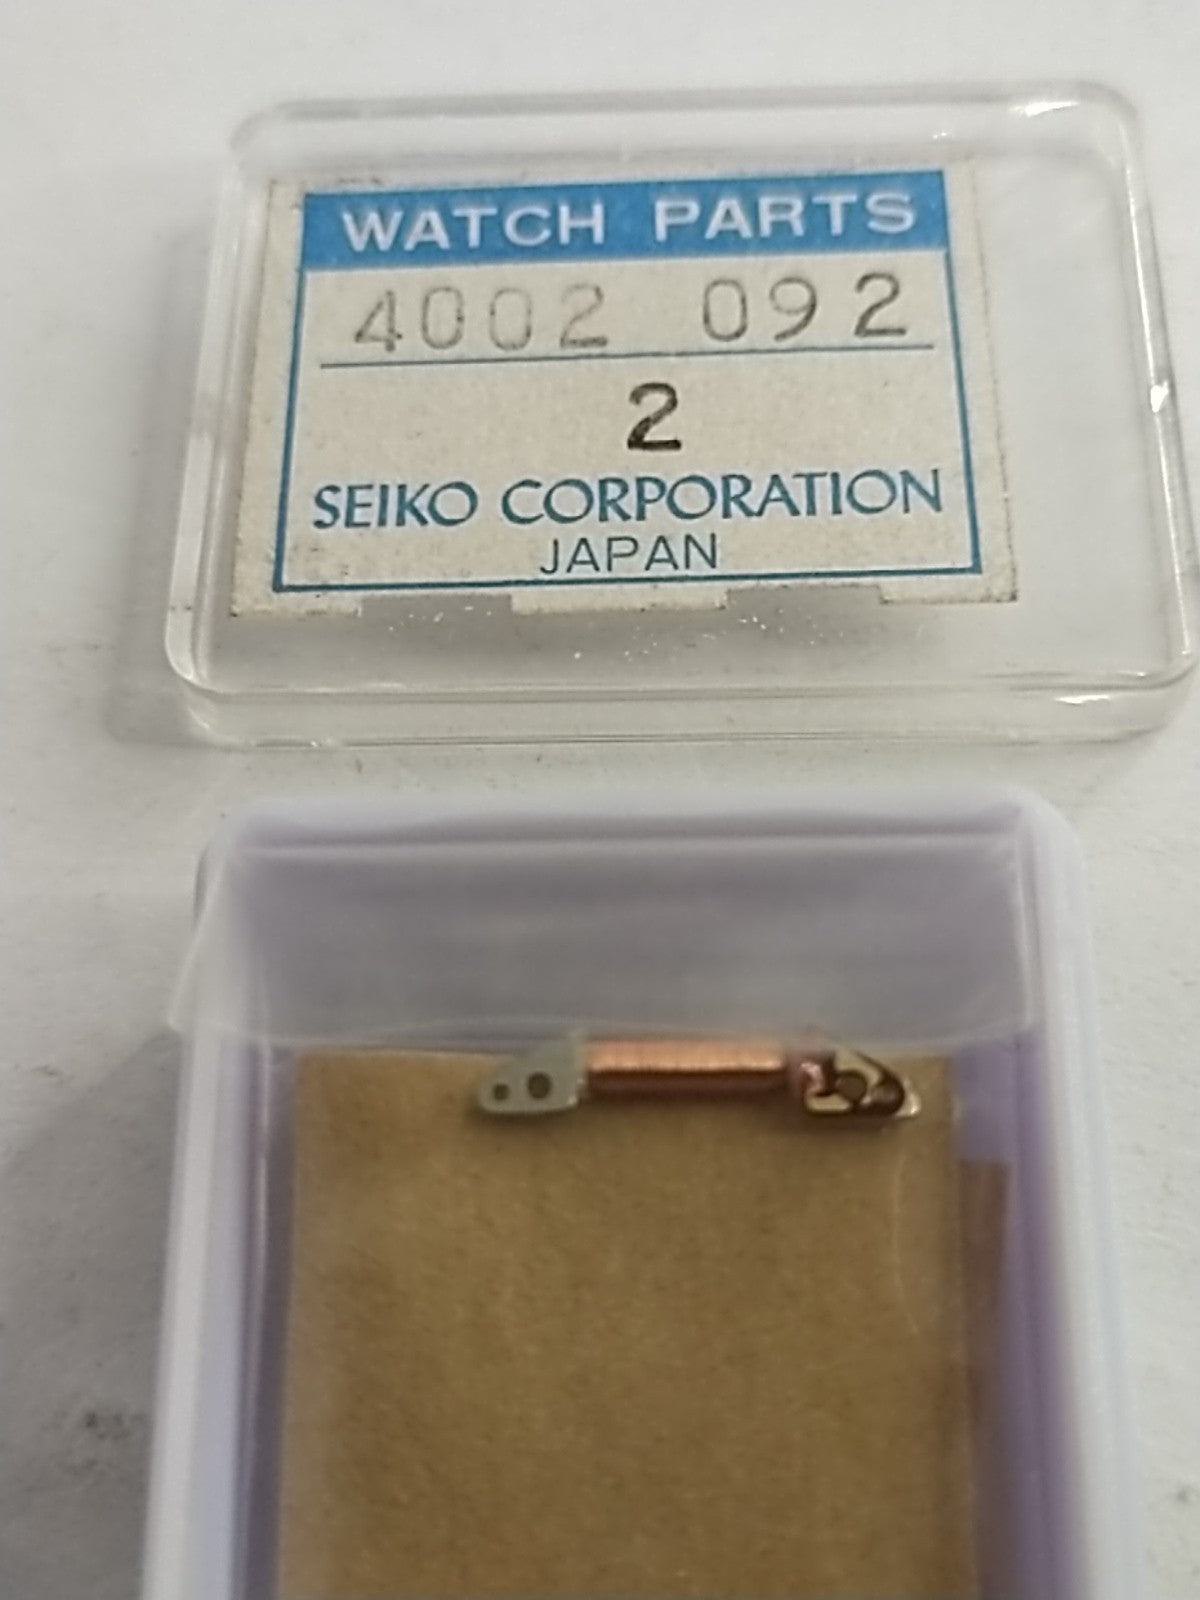 WATCH PARTS
4002 092
2
SEIKO CORPORATION
JAPAN